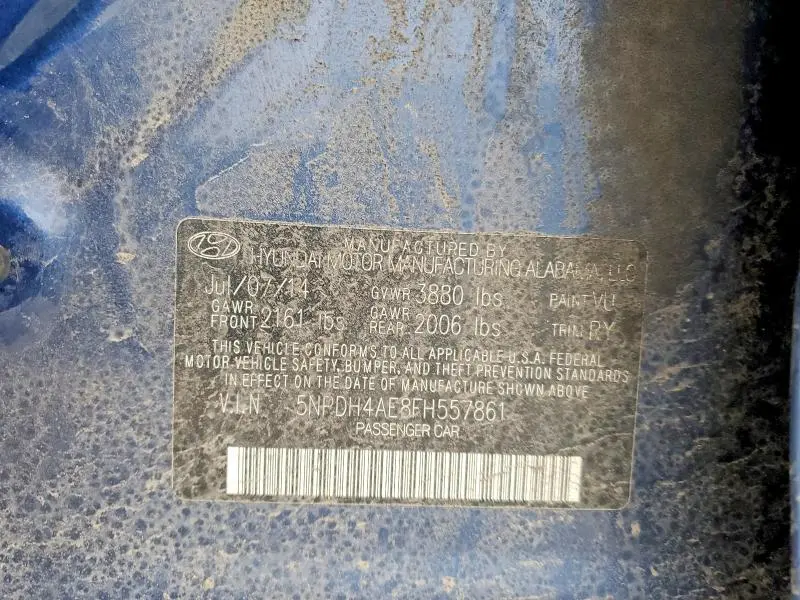 MANUFACTURED BY
HYUNDAI MOTOR MANUFACTURING ALABAMA, LLC
Jul/07/14 GVWR 3880 lbs PAINT VU
GAWR FRONT 2161 lbs GAWR REAR 2006 lbs TRIM RY
THIS VEHICLE CONFORMS TO ALL APPLICABLE U.S.A. FEDERAL
MOTOR VEHICLE SAFETY, BUMPER, AND THEFT PREVENTION STANDARDS
IN EFFECT ON THE DATE OF MANUFACTURE SHOWN ABOVE
V.I.N 5NPDH4AE8FH557861
PASSENGER CAR